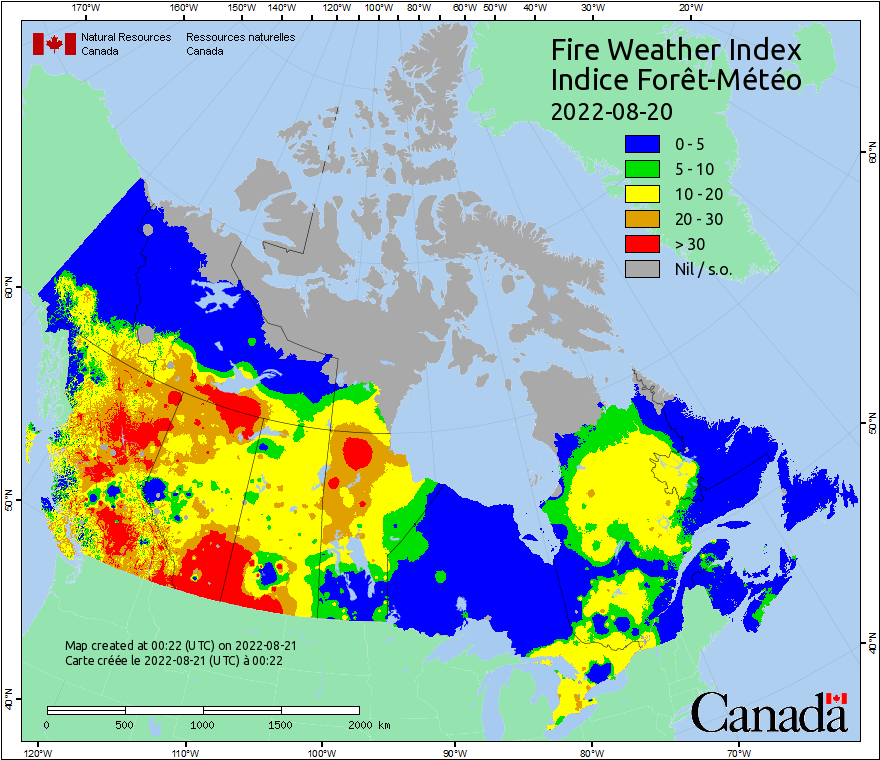 170°W 160°W 150°W 140°W 130°W 120°W 110°W 100°W 90°W 80°W 60°W 50°W 40°W 30°W 20°W
Natural Resources Canada
Ressources naturelles Canada
Fire Weather Index
Indice Forêt-Météo
2022-08-20
0 - 5
5 - 10
10 - 20
20 - 30
> 30
Nil / s.o.
60°N
60°N
50°N
50°N
40°N
40°N
Map created at 00:22 (UTC) on 2022-08-21
Carte créée le 2022-08-21 (UTC) à 00:22
0 500 1000 1500 2000 km
Canada
120°W 110°W 100°W 90°W 80°W 70°W